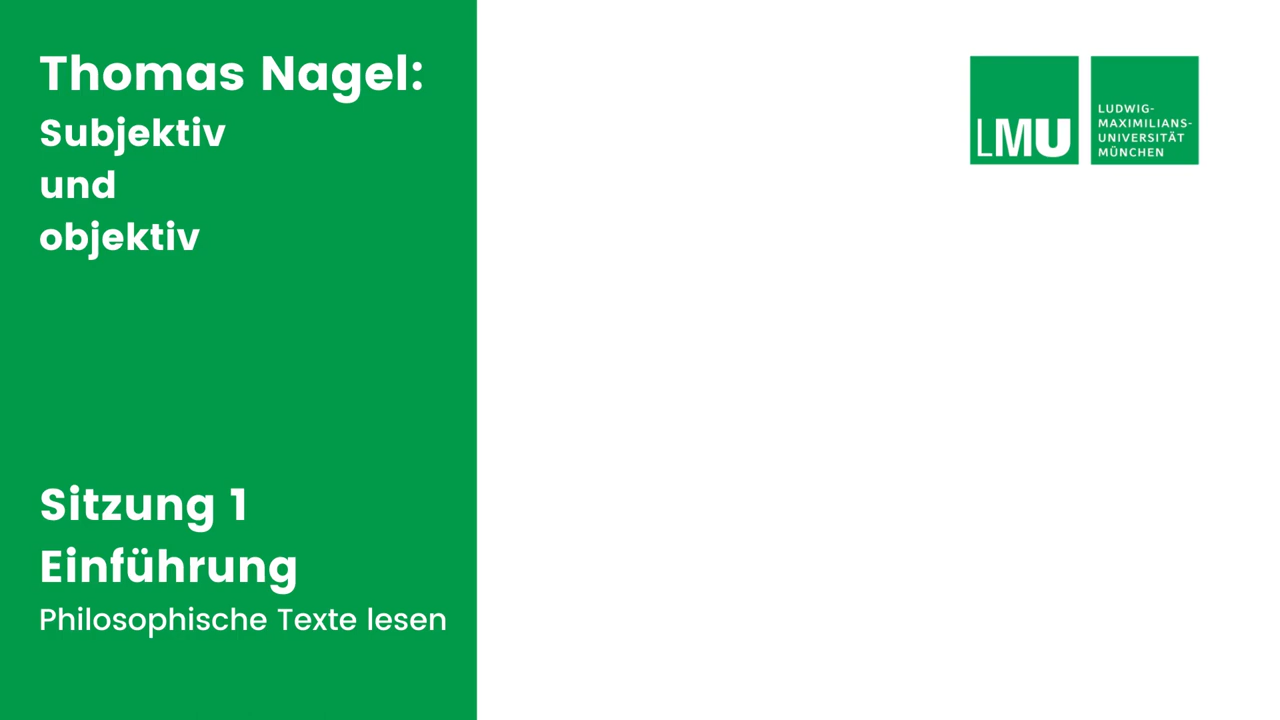 Thomas Nagel:
Subjektiv
und
objektiv
Sitzung 1
Einführung
Philosophische Texte lesen
LMU
LUDWIG-
MAXIMILIANS-
UNIVERSITÄT
MÜNCHEN